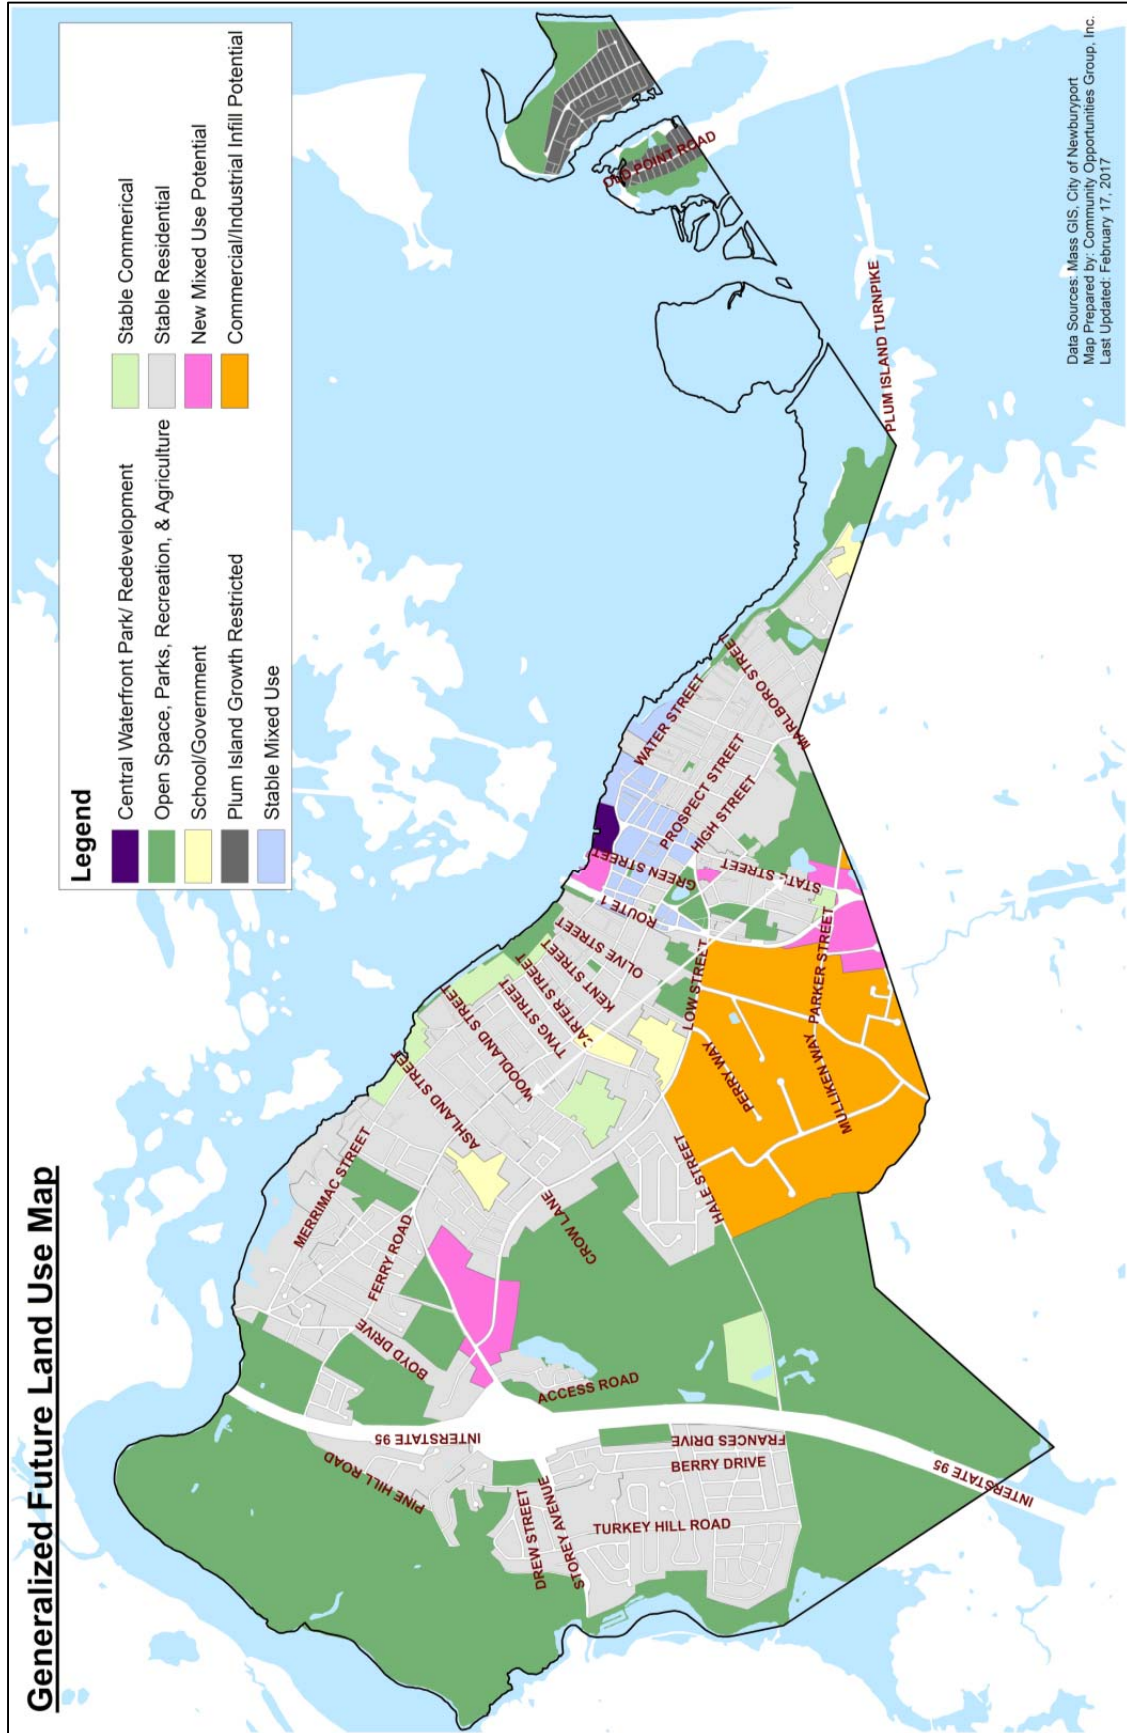 Generalized Future Land Use Map
Legend
Central Waterfront Park/ Redevelopment
Open Space, Parks, Recreation, & Agriculture
School/Government
Plum Island Growth Restricted
Stable Mixed Use
Stable Commerical
Stable Residential
New Mixed Use Potential
Commercial/Industrial Infill Potential
MERRIMAC STREET
FERRY ROAD
BOYD DRIVE
PINE HILL ROAD
INTERSTATE 95
ACCESS ROAD
DREW STREET
STOREY AVENUE
TURKEY HILL ROAD
BERRY DRIVE
FRANCES DRIVE
INTERSTATE 95
CROW LANE
HALE STREET
ASHLAND STREET
WOODLAND STREET
TYNG STREET
CARTER STREET
KENT STREET
OLIVE STREET
ROUTE 1
GREEN STREET
LOW STREET
PERRY WAY
MULLIKEN WAY
PARKER STREET
STATE STREET
HIGH STREET
PROSPECT STREET
WATER STREET
MARLBORO STREET
PLUM ISLAND TURNPIKE
OLD POINT ROAD
Data Sources: Mass GIS, City of Newburyport
Map Prepared by: Community Opportunities Group, Inc.
Last Updated: February 17, 2017